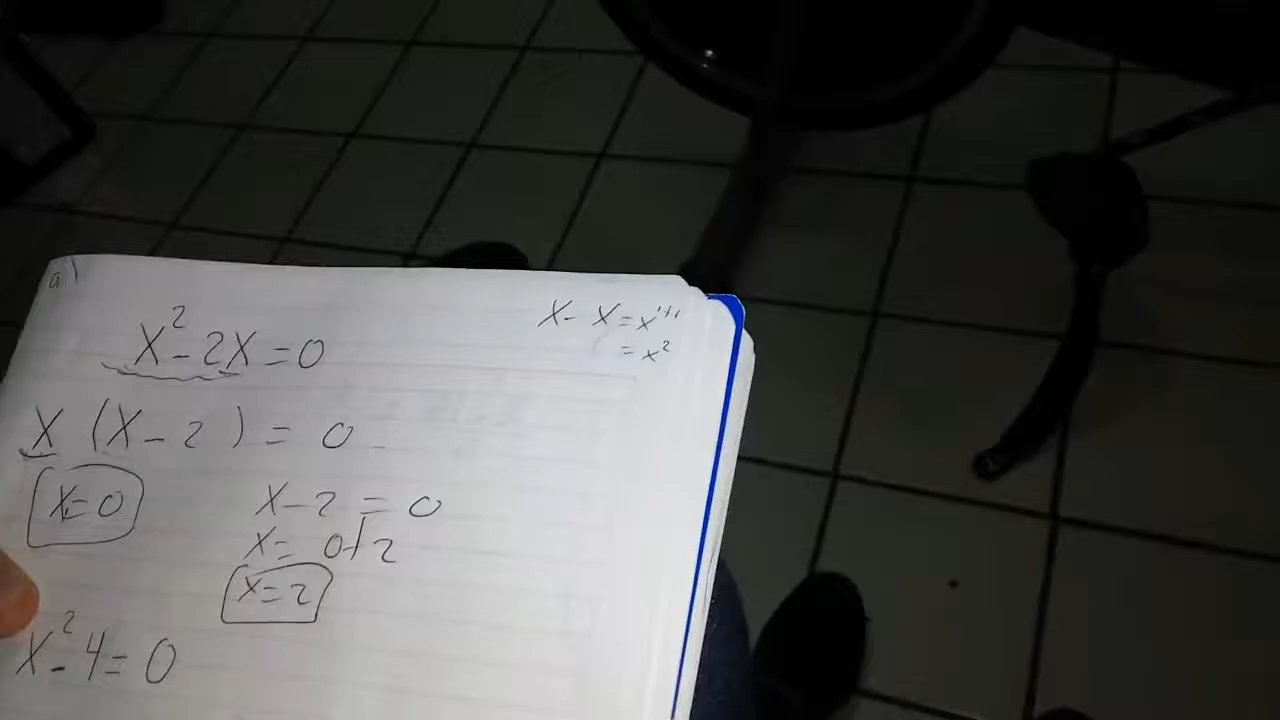 a)
x² - 2x = 0
x - x = x¹⁺¹
= x²
x (x - 2) = 0
x = 0
x - 2 = 0
x = 0 + 2
x = 2
x² - 4 = 0